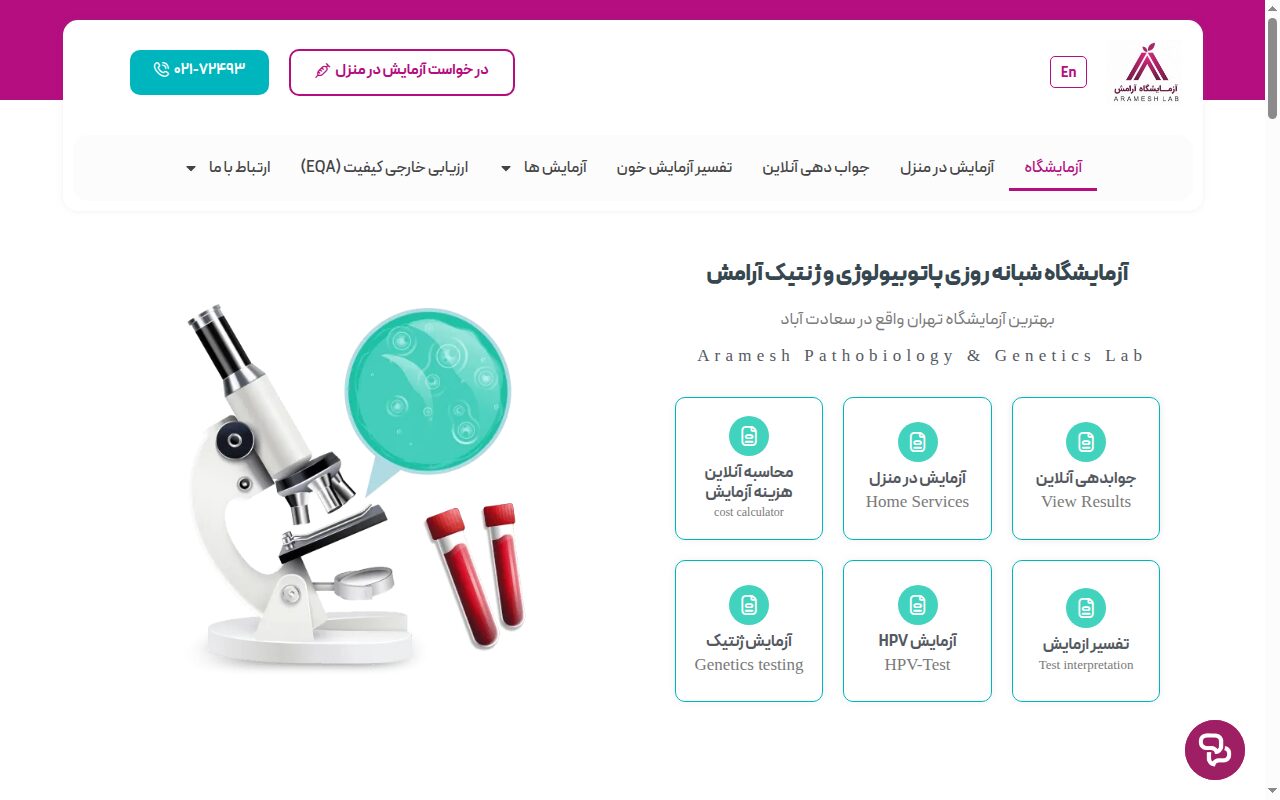 آزمایشگاه آرامش
ARAMESH LAB
En
در خواست آزمایش در منزل
۰۲۱-۷۲۴۹۳
آزمایشگاه
آزمایش در منزل
جواب دهی آنلاین
تفسیر آزمایش خون
آزمایش ها
ارزیابی خارجی کیفیت (EQA)
ارتباط با ما
آزمایشگاه شبانه روزی پاتوبیولوژی و ژنتیک آرامش
بهترین آزمایشگاه تهران واقع در سعادت آباد
Aramesh Pathobiology & Genetics Lab
جوابدهی آنلاین
View Results
آزمایش در منزل
Home Services
محاسبه آنلاین
هزینه آزمایش
cost calculator
تفسیر ازمایش
Test interpretation
آزمایش HPV
HPV-Test
آزمایش ژنتیک
Genetics testing